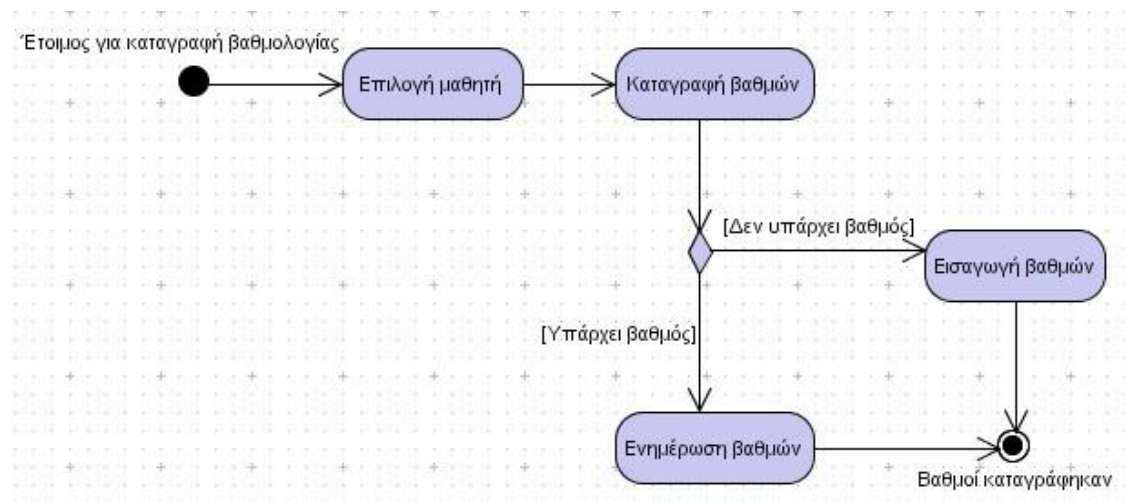 Έτοιμος για καταγραφή βαθμολογίας
Επιλογή μαθητή
Καταγραφή βαθμών
[Δεν υπάρχει βαθμός]
Εισαγωγή βαθμών
[Υπάρχει βαθμός]
Ενημέρωση βαθμών
Βαθμοί καταγράφηκαν